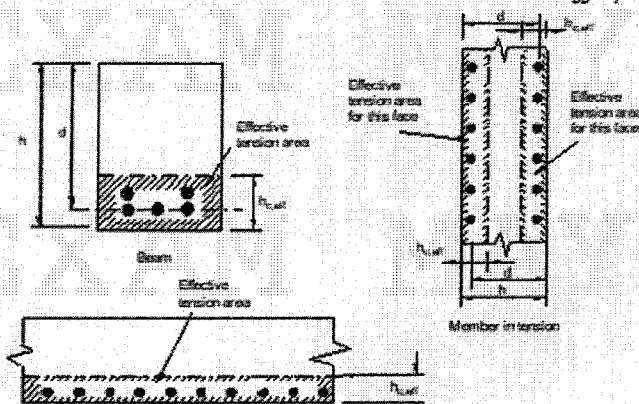 d
h_c,eff
Effective
tension area
for this face
Effective
tension area
for this face
h
d
Effective
tension area
h_c,eff
Beam
h_c,eff
d
h
Member in tension
Effective
tension area
h_c,eff